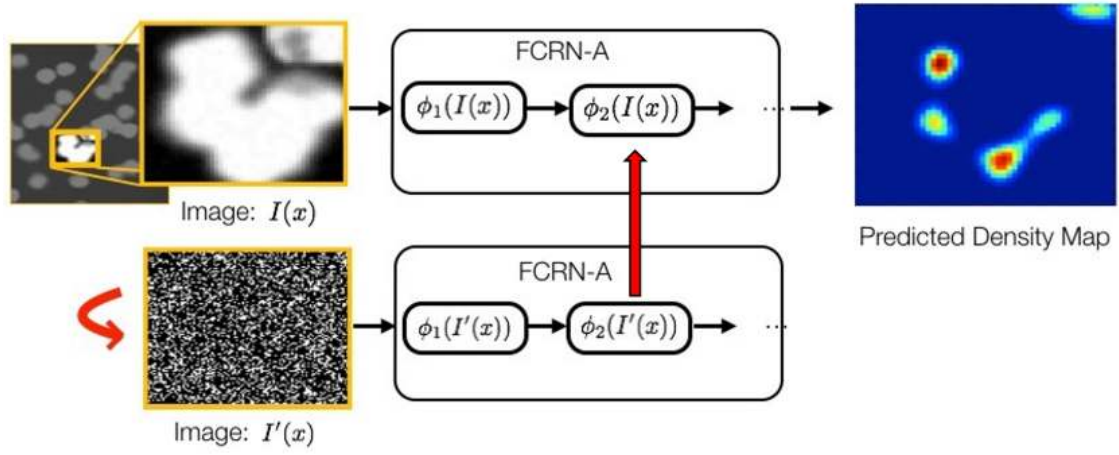 FCRN-A
ϕ₁(I(x))
ϕ₂(I(x))
...
Image: I(x)
Predicted Density Map
FCRN-A
ϕ₁(I′(x))
ϕ₂(I′(x))
...
Image: I′(x)